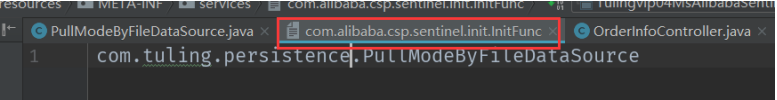 resources > META-INF > services > com.alibaba.csp.sentinel.init.InitFunc
PullModeByFileDataSource.java × com.alibaba.csp.sentinel.init.InitFunc × OrderInfoController.java ×
1 com.tuling.persistence.PullModeByFileDataSource